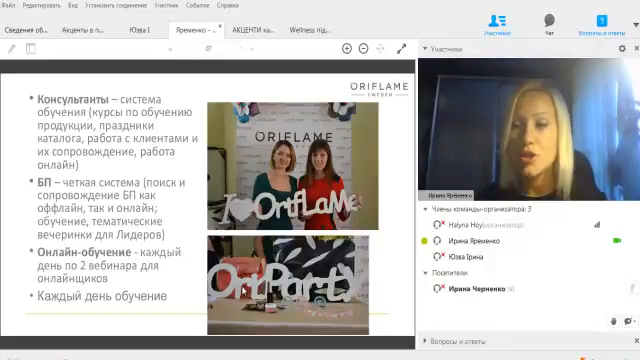 Файл Редактировать Вид Установить соединение Участник События Справка
Сведения об... Акценты в п... Юзва І Яременко – ... АКЦЕНТИ ка... Wellness під...
Участники Чат Вопросы и ответы
Участники
ORIFLAME
SWEDEN
• Консультанты – система
обучения (курсы по обучению
продукции, праздники
каталога, работа с клиентами и
их сопровождение, работа
онлайн)
• БП – четкая система (поиск и
сопровождение БП как
оффлайн, так и онлайн;
обучение, тематические
вечеринки для Лидеров)
• Онлайн-обучение - каждый
день по 2 вебинара для
онлайнщиков
• Каждый день обучение
ORIFLAME
SWEDEN
I OriFLaMe
OriParty
Ирина Яременко
Члены команды-организатора: 3
Halyna Hoy(организатор)
Ирина Яременко
Юзва Ірина
Посетители:
Ирина Черненко
Вопросы и ответы